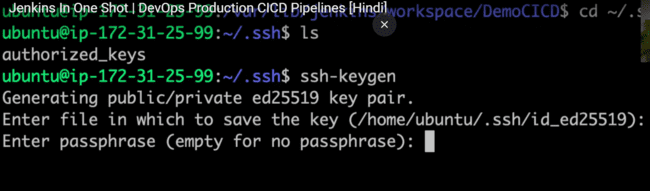 Jenkins In One Shot | DevOps Production CICD Pipelines [Hindi]
jenkins/workspace/DemoCICD$ cd ~/.s
ubuntu@ip-172-31-25-99:~/.ssh$ ls
authorized_keys
ubuntu@ip-172-31-25-99:~/.ssh$ ssh-keygen
Generating public/private ed25519 key pair.
Enter file in which to save the key (/home/ubuntu/.ssh/id_ed25519):
Enter passphrase (empty for no passphrase):